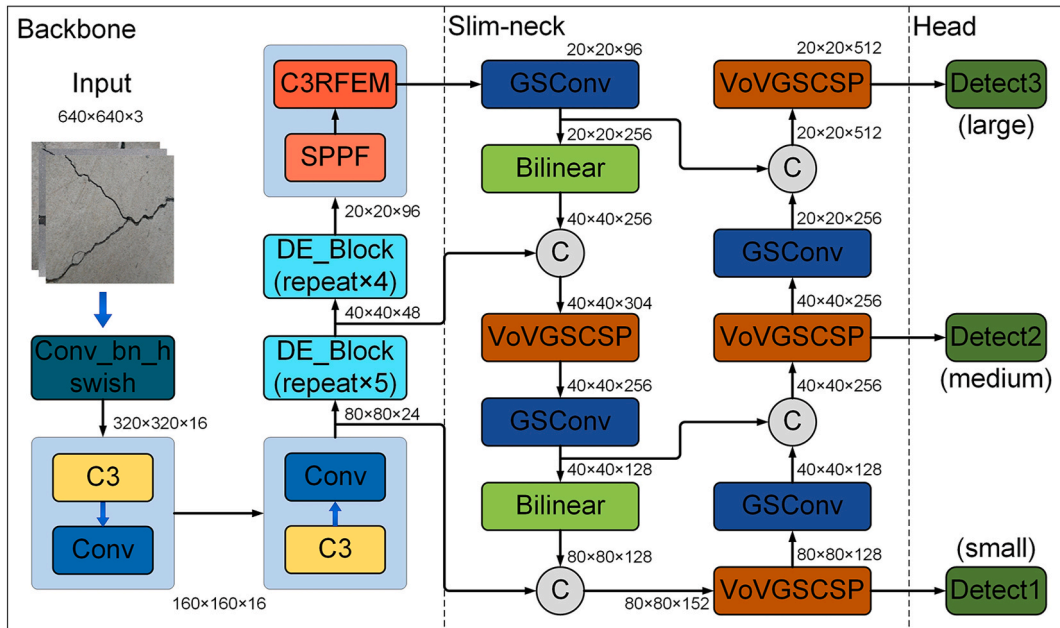 Backbone
Input
640×640×3
Conv_bn_h
swish
320×320×16
C3
Conv
160×160×16
C3RFEM
SPPF
20×20×96
DE_Block
(repeat×4)
40×40×48
DE_Block
(repeat×5)
80×80×24
Conv
C3
Slim-neck
20×20×96
GSConv
20×20×256
Bilinear
40×40×256
C
40×40×304
VoVGSCSP
40×40×256
GSConv
40×40×128
Bilinear
80×80×128
C
80×80×152
20×20×512
VoVGSCSP
20×20×512
C
20×20×256
GSConv
40×40×256
VoVGSCSP
40×40×256
C
40×40×128
GSConv
80×80×128
VoVGSCSP
Head
Detect3
(large)
Detect2
(medium)
(small)
Detect1